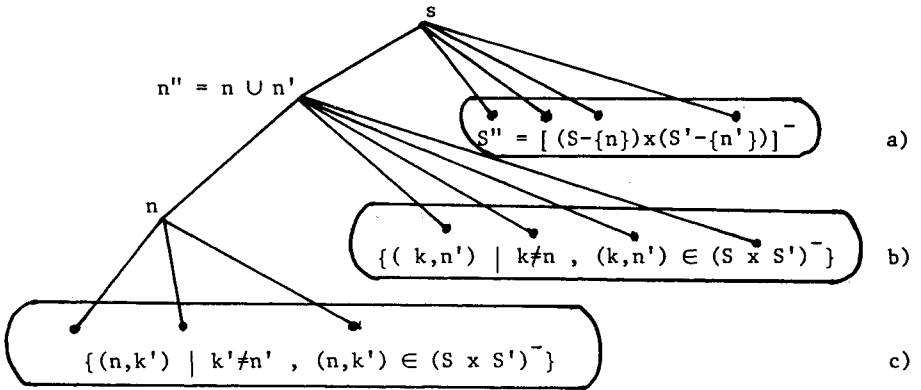 s
n" = n ∪ n'
S" = [ (S-{n})x(S'-{n'})]⁻ a)
n
{( k,n') | k≠n , (k,n') ∈ (S x S')⁻} b)
{(n,k') | k'≠n' , (n,k') ∈ (S x S')⁻} c)